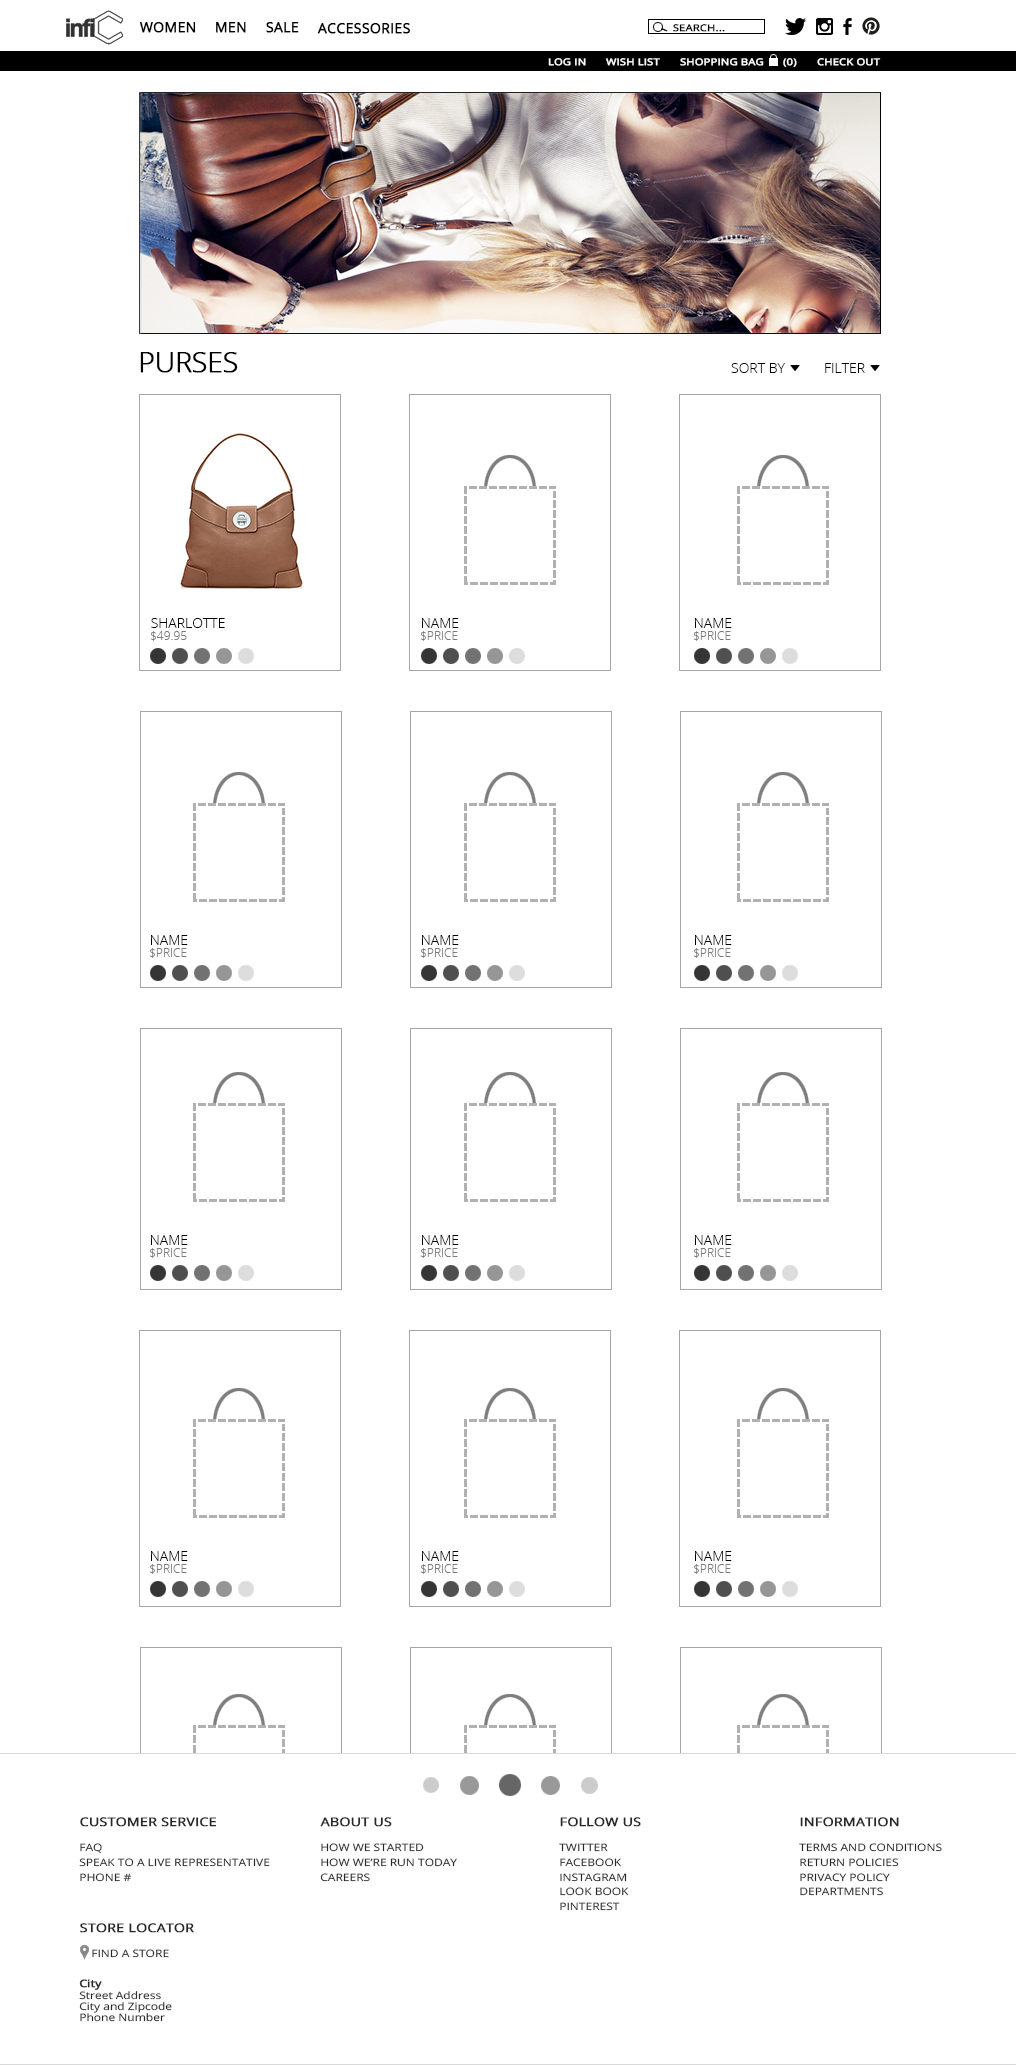 infi
WOMEN MEN SALE ACCESSORIES
SEARCH...
LOG IN WISH LIST SHOPPING BAG (0) CHECK OUT
PURSES
SORT BY FILTER
SHARLOTTE NAME NAME
$49.95 $PRICE $PRICE
NAME NAME NAME
$PRICE $PRICE $PRICE
NAME NAME NAME
$PRICE $PRICE $PRICE
NAME NAME NAME
$PRICE $PRICE $PRICE
CUSTOMER SERVICE
FAQ
SPEAK TO A LIVE REPRESENTATIVE
PHONE #
ABOUT US
HOW WE STARTED
HOW WE'RE RUN TODAY
CAREERS
FOLLOW US
TWITTER
FACEBOOK
INSTAGRAM
LOOK BOOK
PINTEREST
INFORMATION
TERMS AND CONDITIONS
RETURN POLICIES
PRIVACY POLICY
DEPARTMENTS
STORE LOCATOR
FIND A STORE
City
Street Address
City and Zipcode
Phone Number